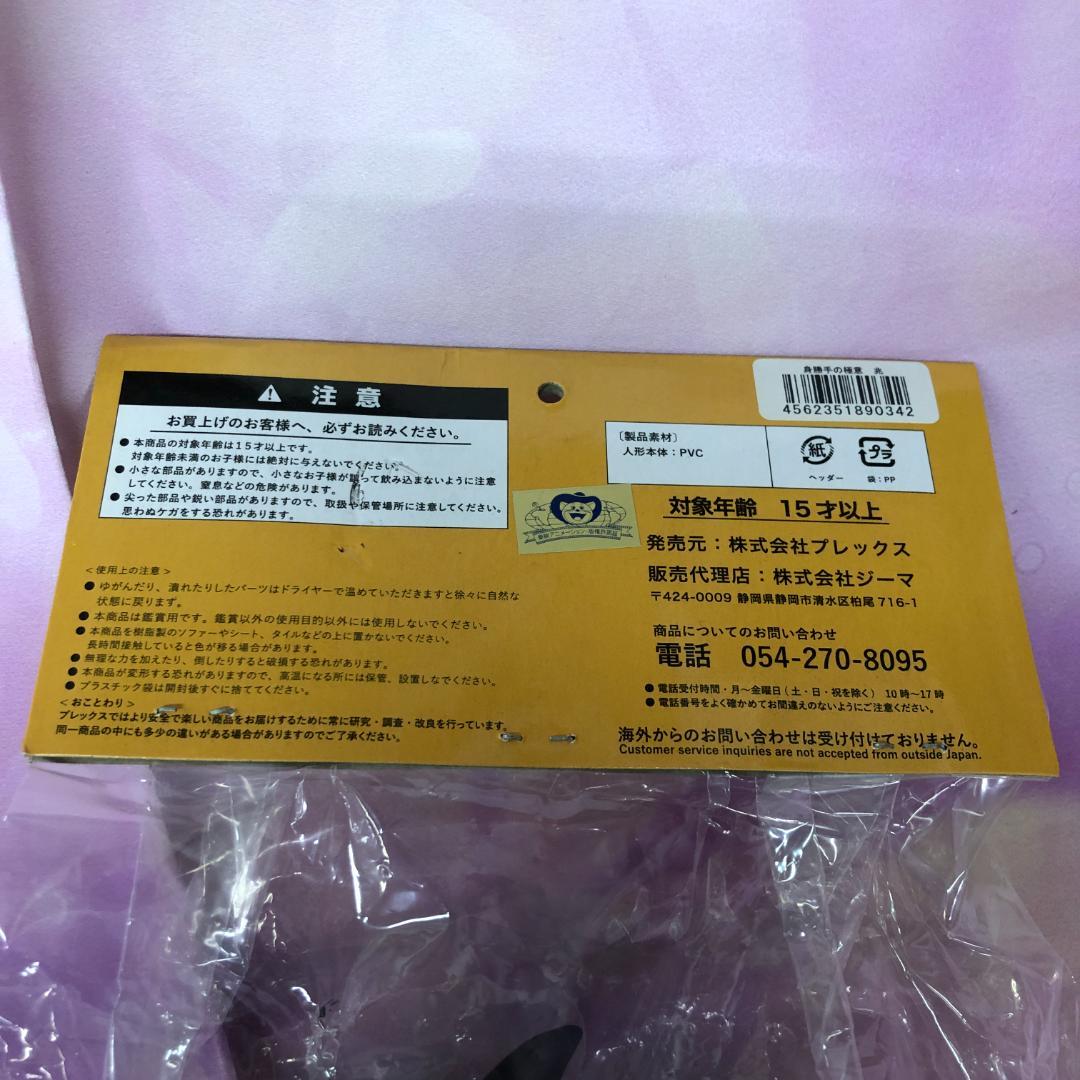 ⚠ 注意
お買上げのお客様へ、必ずお読みください。
● 本商品の対象年齢は15才以上です。
対象年齢未満のお子様には絶対に与えないでください。
● 小さな部品がありますので、小さなお子様が誤って飲み込まないように注意
してください。窒息などの危険があります。
● 尖った部品や鋭い部品がありますので、取扱や保管場所に注意してください。
思わぬケガをする恐れがあります。
<使用上の注意>
● ゆがんだり、潰れたりしたパーツはドライヤーで温めていただきますと徐々に自然な
状態に戻ります。
● 本商品は鑑賞用です。鑑賞以外の使用目的以外には使用しないでください。
● 本商品を樹脂製のソファーやシート、タイルなどの上に置かないでください。
長時間接触していると色が移る場合があります。
● 無理な力を加えたり、倒したりすると破損する恐れがあります。
● 本商品が変形する恐れがありますので、高温になる所には保管、設置しなでください。
● プラスチック袋は開封後すぐに捨ててください。
<おことわり>
プレックスではより安全で楽しい商品をお届けするために常に研究・調査・改良を行っています。
同一商品の中にも多少の違いがある場合がありますのでご了承ください。
身勝手の極意 兆
4562351890342
〔製品素材〕
人形本体：PVC
紙
ヘッダー
プラ
袋：PP
東映アニメーション・版権許諾品
対象年齢 15才以上
発売元：株式会社プレックス
販売代理店：株式会社ジーマ
〒424-0009 静岡県静岡市清水区柏尾716-1
商品についてのお問い合わせ
電話 054-270-8095
● 電話受付時間・月〜金曜日（土・日・祝を除く） 10時〜17時
● 電話番号をよく確かめてお間違えのないようにご注意ください。
海外からのお問い合わせは受け付けておりません。
Customer service inquiries are not accepted from outside Japan.